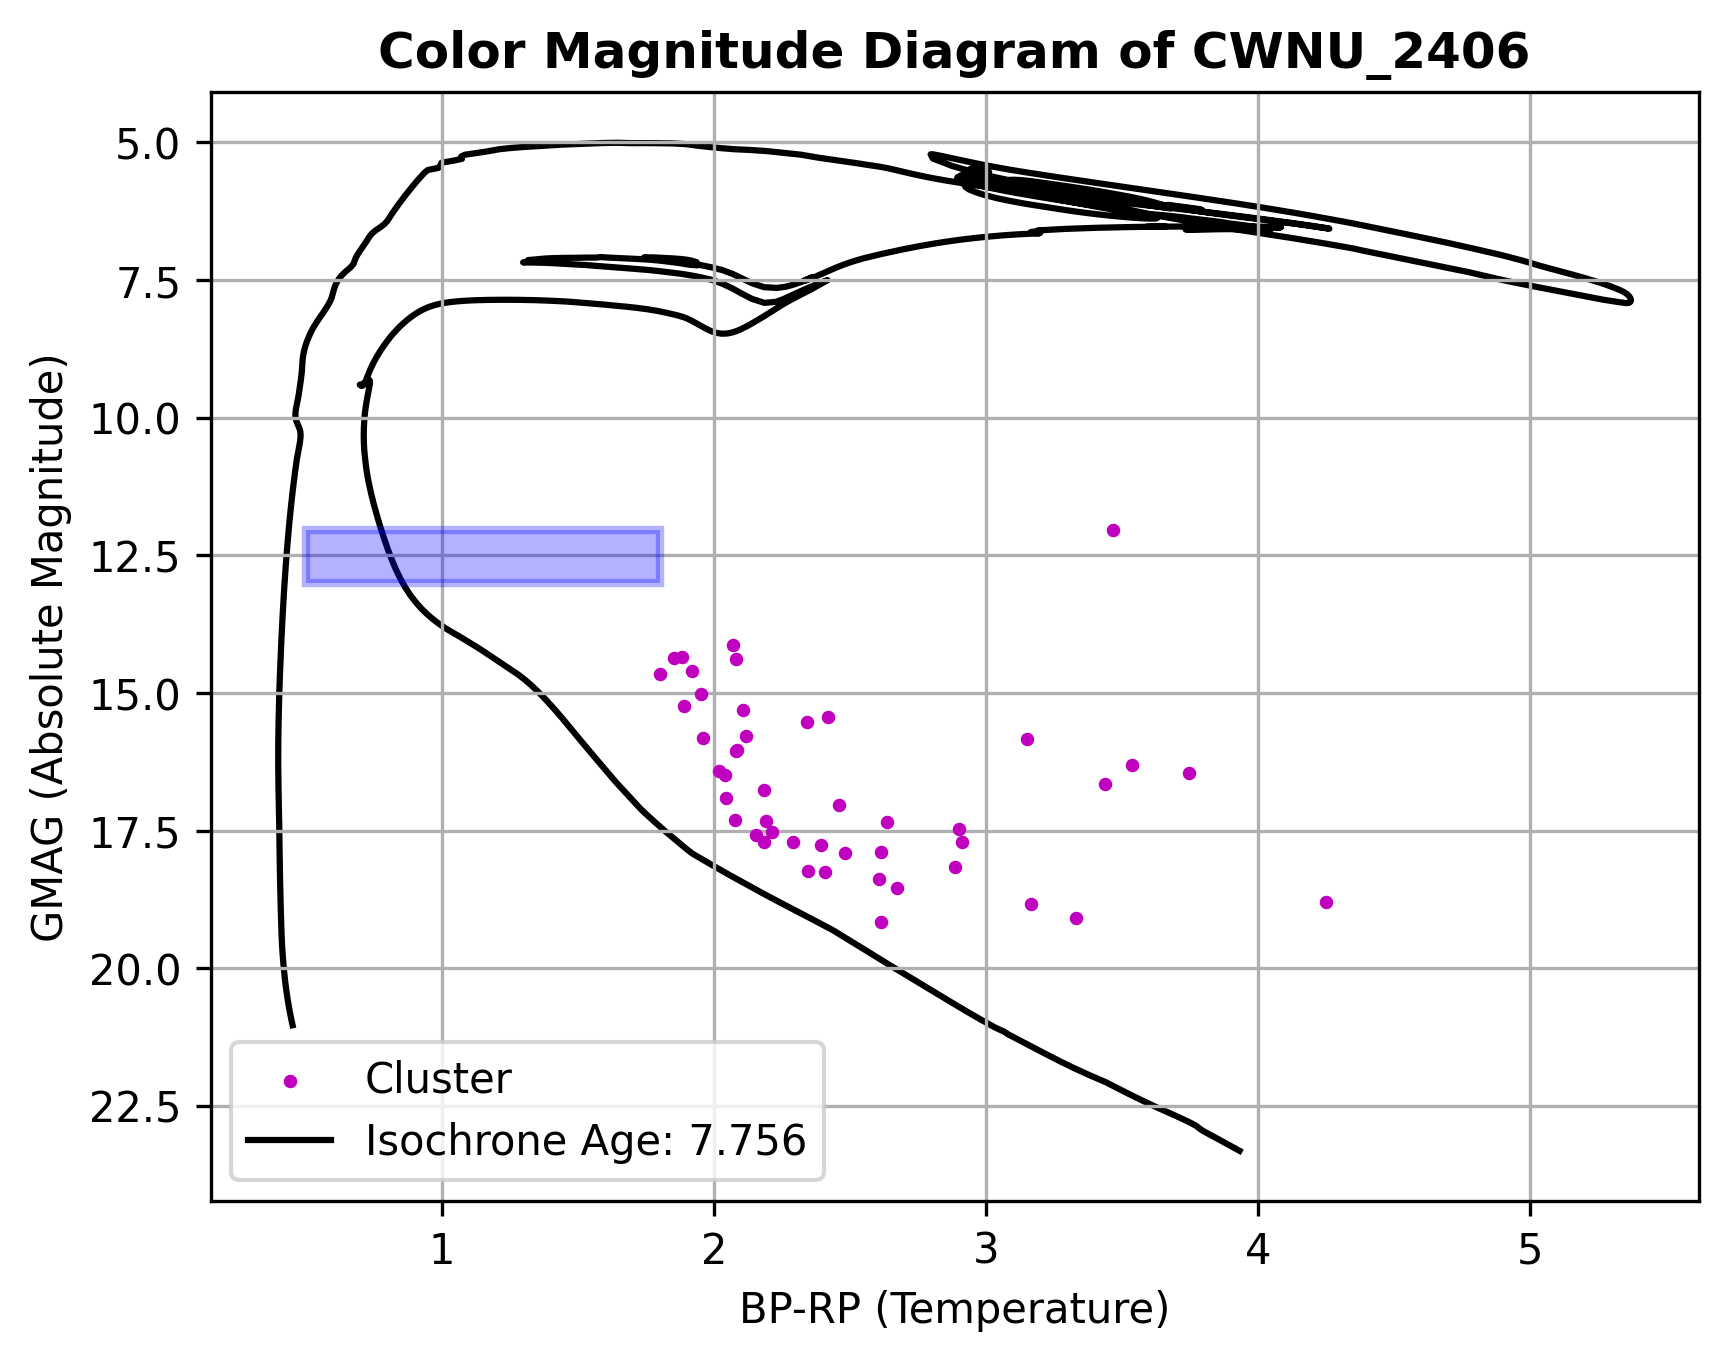 Color Magnitude Diagram of CWNU_2406
GMAG (Absolute Magnitude)
5.0
7.5
10.0
12.5
15.0
17.5
20.0
22.5
Cluster
Isochrone Age: 7.756
1 2 3 4 5
BP-RP (Temperature)